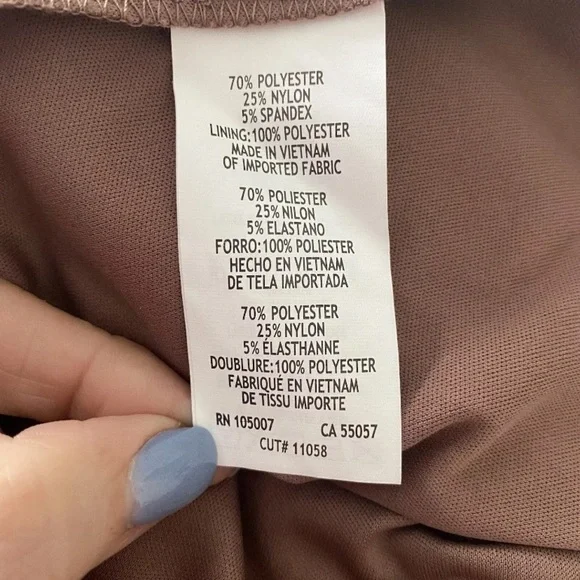 70% POLYESTER
25% NYLON
5% SPANDEX
LINING:100% POLYESTER
MADE IN VIETNAM
OF IMPORTED FABRIC
70% POLIESTER
25% NILON
5% ELASTANO
FORRO:100% POLIESTER
HECHO EN VIETNAM
DE TELA IMPORTADA
70% POLYESTER
25% NYLON
5% ÉLASTHANNE
DOUBLURE:100% POLYESTER
FABRIQUÉ EN VIETNAM
DE TISSU IMPORTE
RN 105007 CA 55057
CUT# 11058